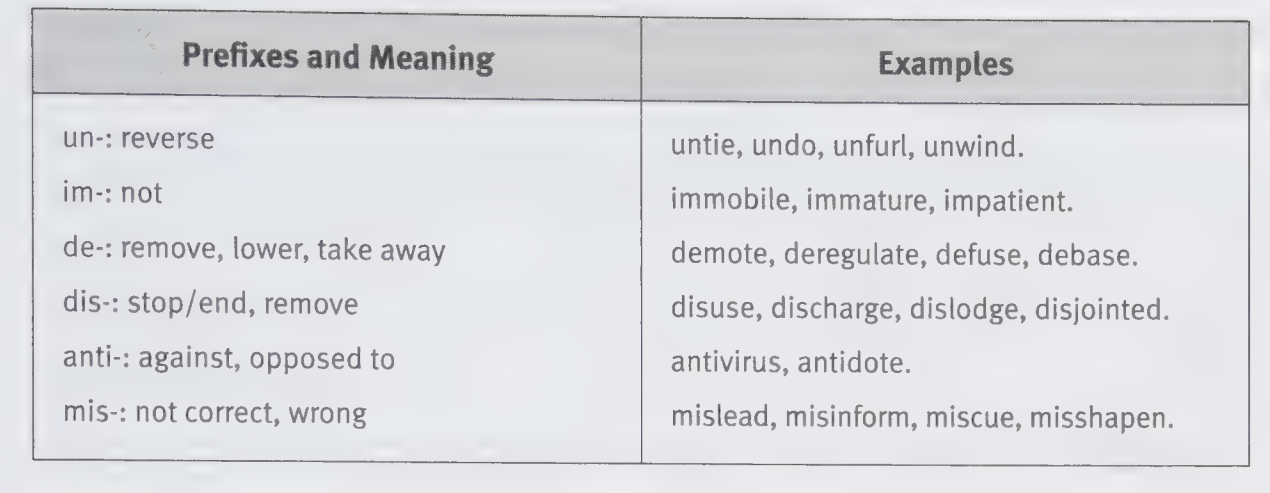 Prefixes and Meaning Examples
un-: reverse untie, undo, unfurl, unwind.
im-: not immobile, immature, impatient.
de-: remove, lower, take away demote, deregulate, defuse, debase.
dis-: stop/end, remove disuse, discharge, dislodge, disjointed.
anti-: against, opposed to antivirus, antidote.
mis-: not correct, wrong mislead, misinform, miscue, misshapen.